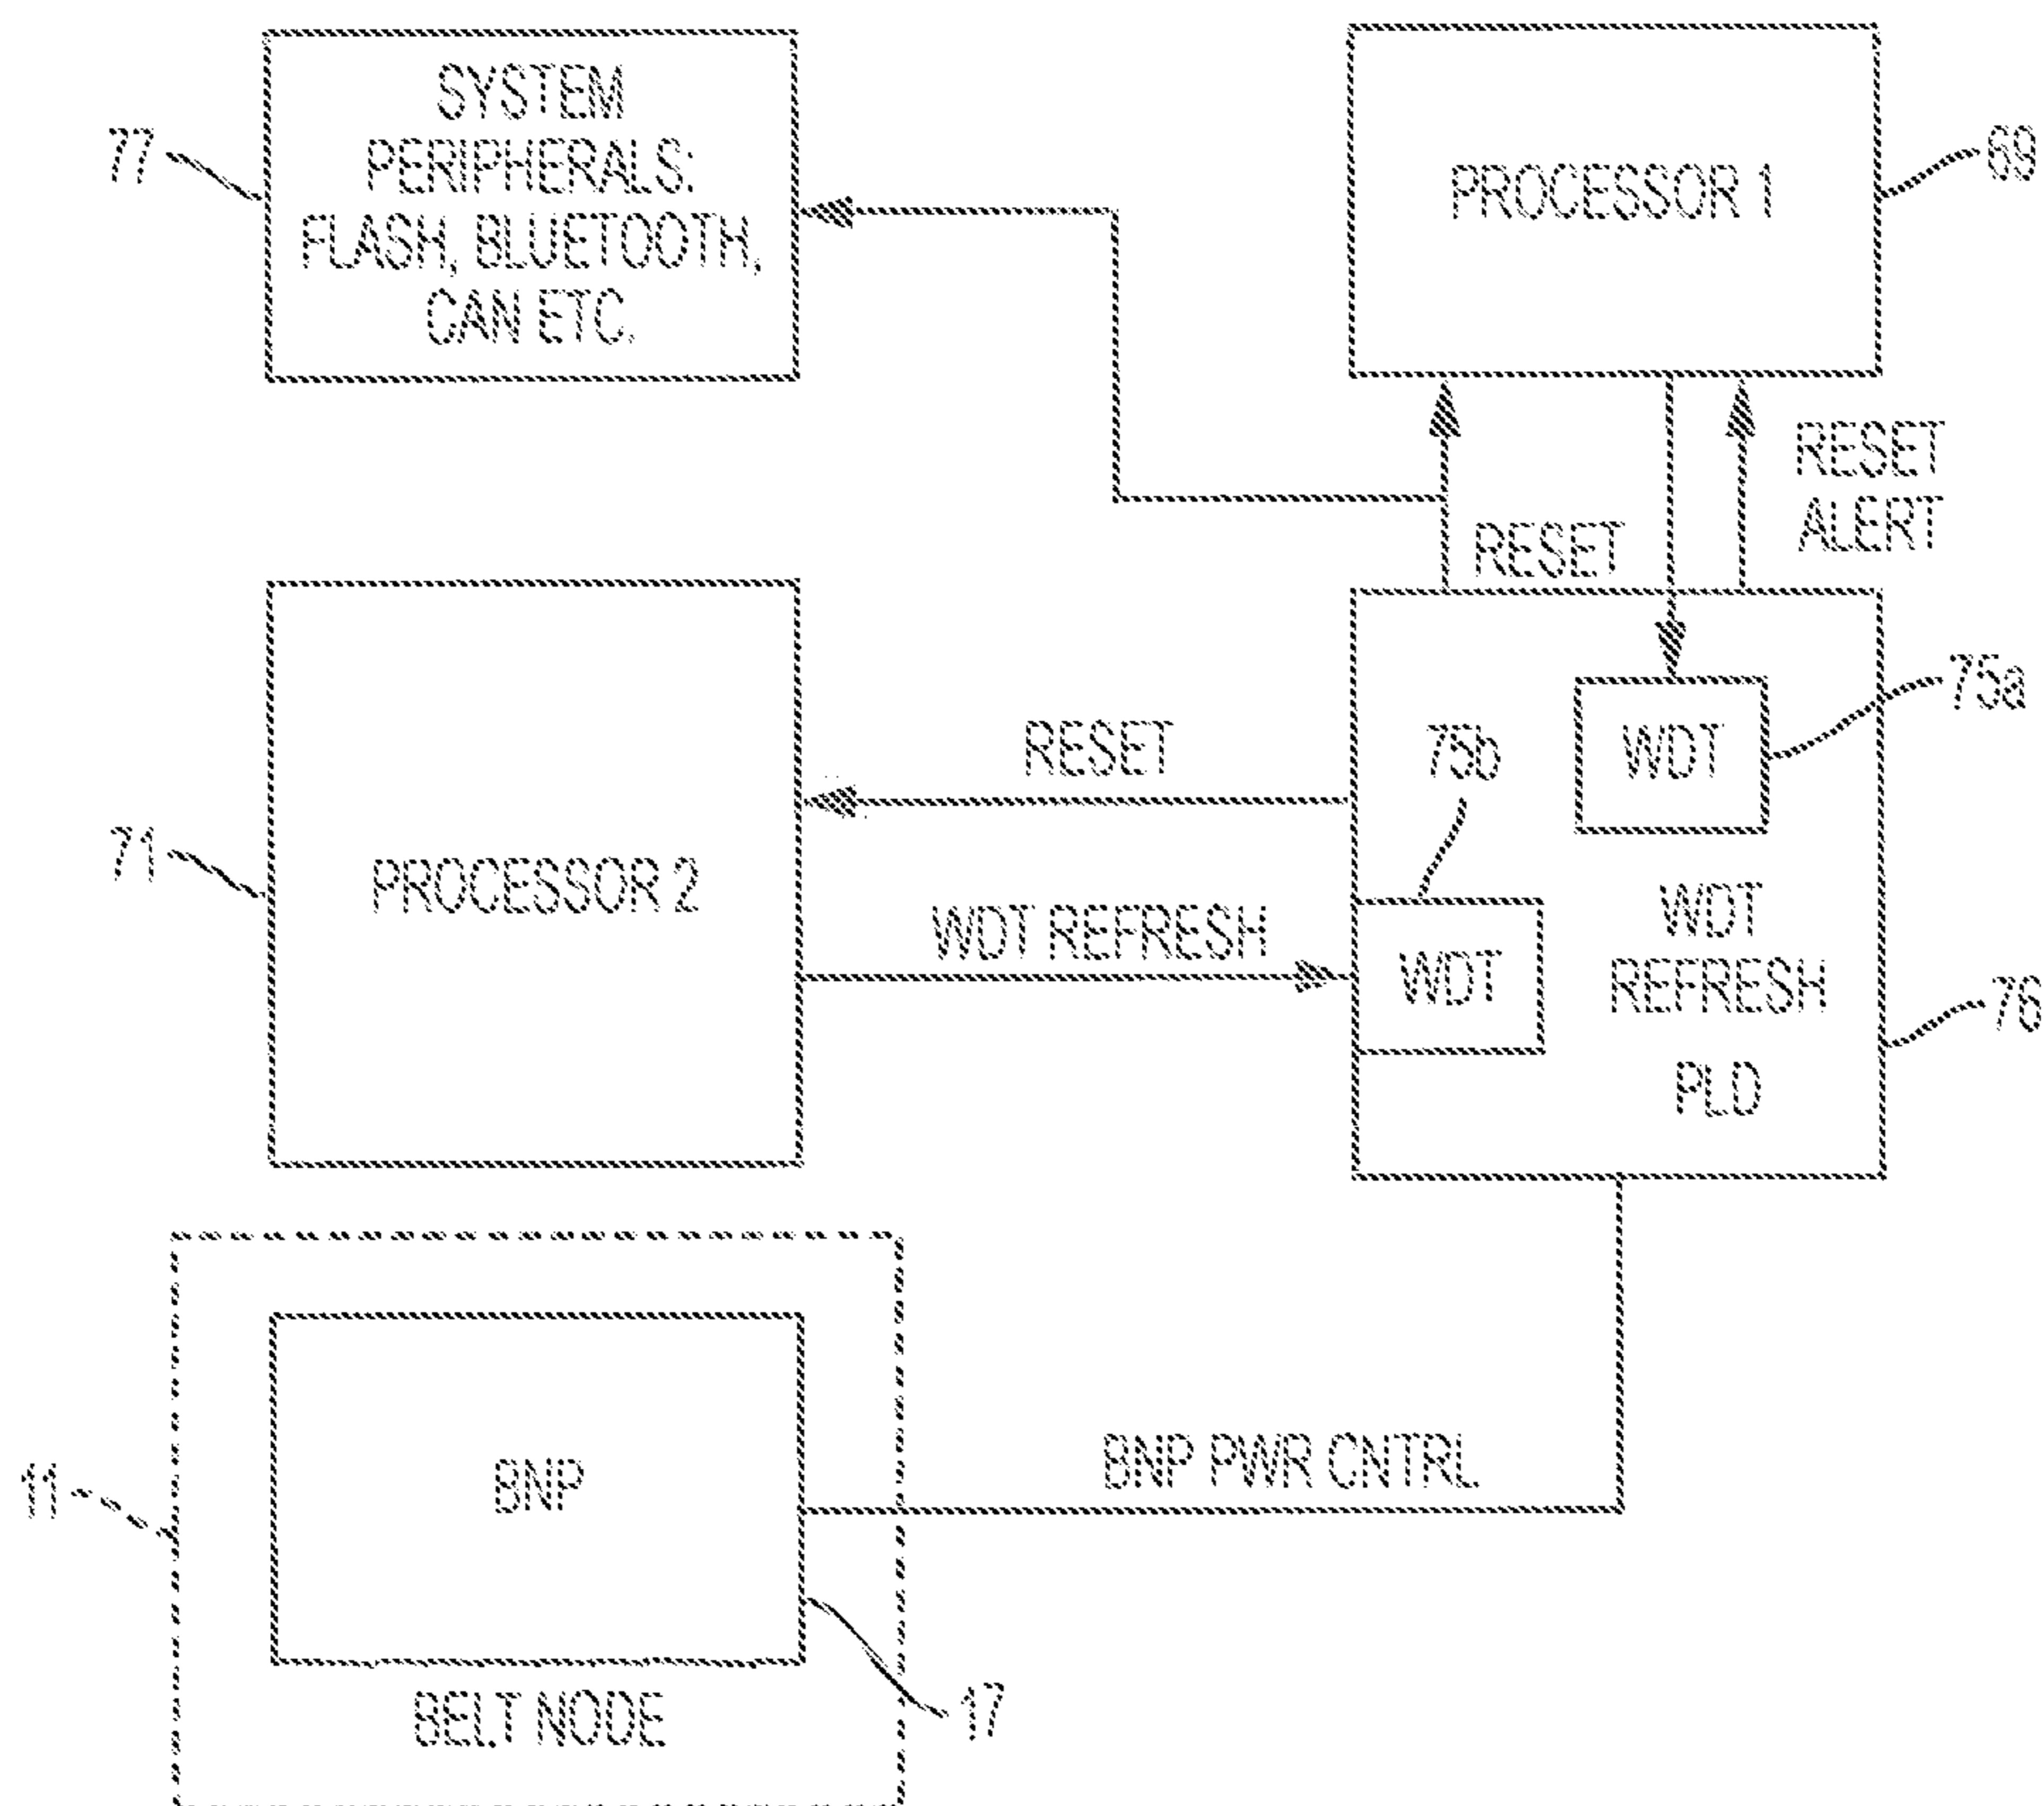 SYSTEM
PERIPHERALS:
FLASH, BLUETOOTH,
CAN ETC.
77
PROCESSOR 1
69
RESET
ALERT
RESET
75a
WDT
75b
RESET
PROCESSOR 2
71
WDT REFRESH
WDT
WDT
REFRESH
PLD
76
BNP
11
BNP PWR CNTRL
17
BELT NODE